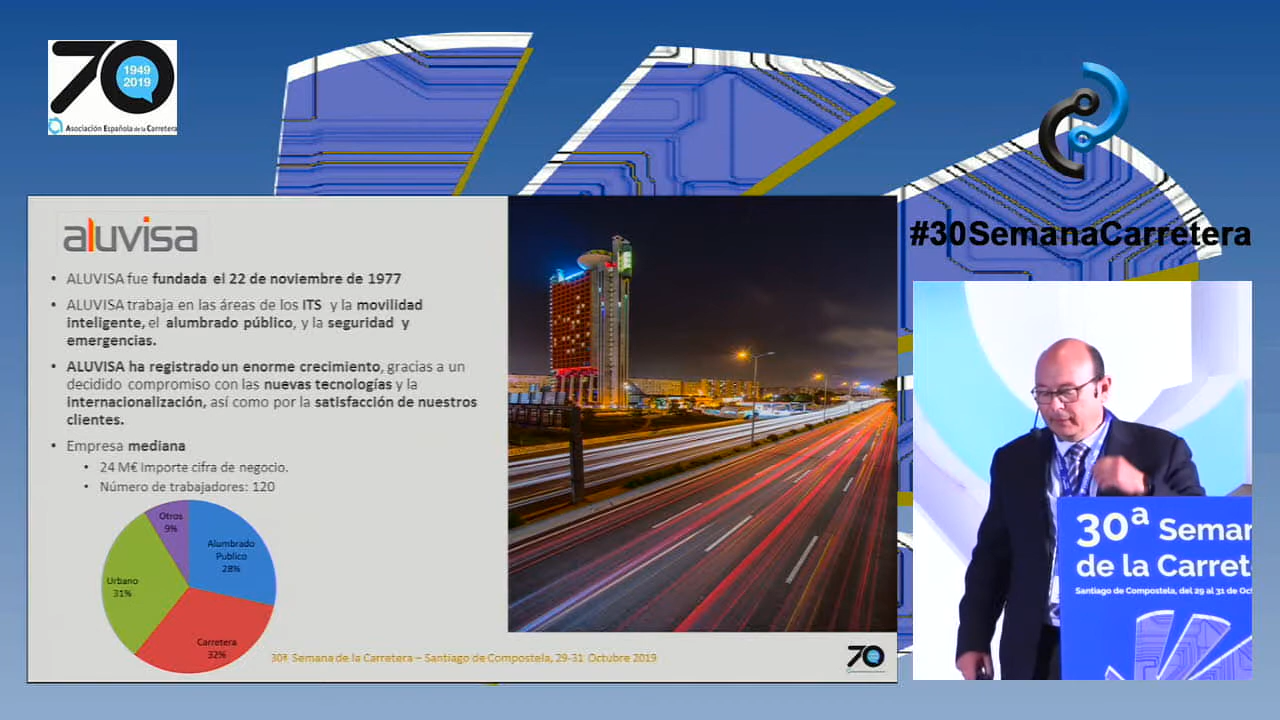 70
1949
2019
Asociación Española de la Carretera
#30SemanaCarretera
aluvisa
• ALUVISA fue fundada el 22 de noviembre de 1977
• ALUVISA trabaja en las áreas de los ITS y la movilidad
inteligente, el alumbrado público, y la seguridad y
emergencias.
• ALUVISA ha registrado un enorme crecimiento, gracias a un
decidido compromiso con las nuevas tecnologías y la
internacionalización, así como por la satisfacción de nuestros
clientes.
• Empresa mediana
• 24 M€ Importe cifra de negocio.
• Número de trabajadores: 120
Otros
9%
Alumbrado
Publico
28%
Urbano
31%
Carretera
32%
30ª Semana de la Carretera – Santiago de Compostela, 29-31 Octubre 2019
70
30ª Seman
de la Carret
Santiago de Compostela, del 29 al 31 de Oct